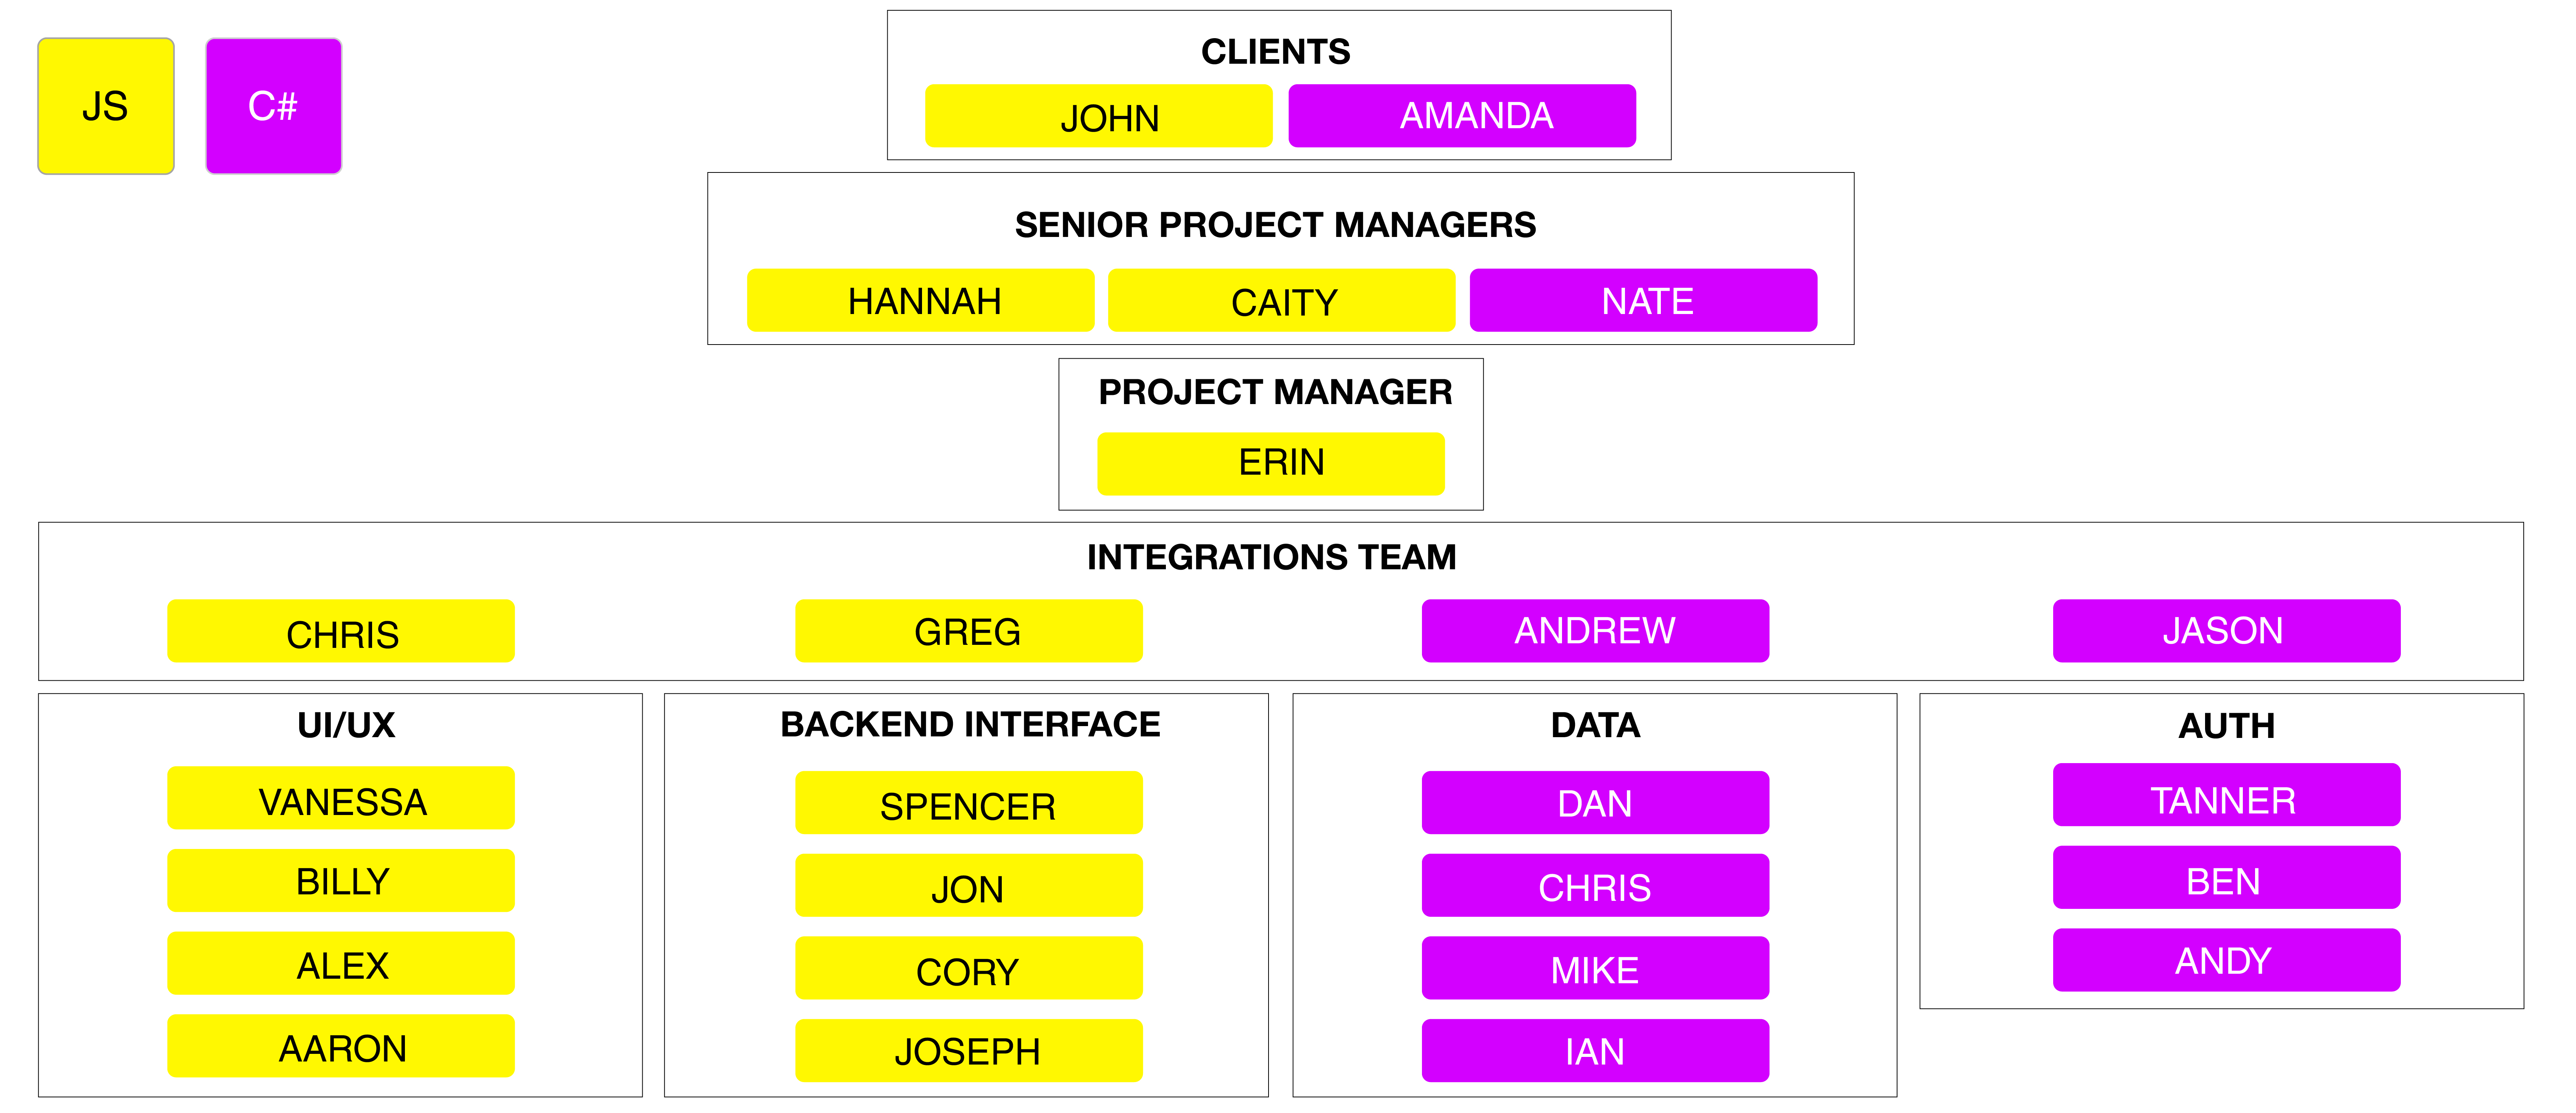 JS
C#
CLIENTS
JOHN
AMANDA
SENIOR PROJECT MANAGERS
HANNAH
CAITY
NATE
PROJECT MANAGER
ERIN
INTEGRATIONS TEAM
CHRIS
GREG
ANDREW
JASON
UI/UX
VANESSA
BILLY
ALEX
AARON
BACKEND INTERFACE
SPENCER
JON
CORY
JOSEPH
DATA
DAN
CHRIS
MIKE
IAN
AUTH
TANNER
BEN
ANDY